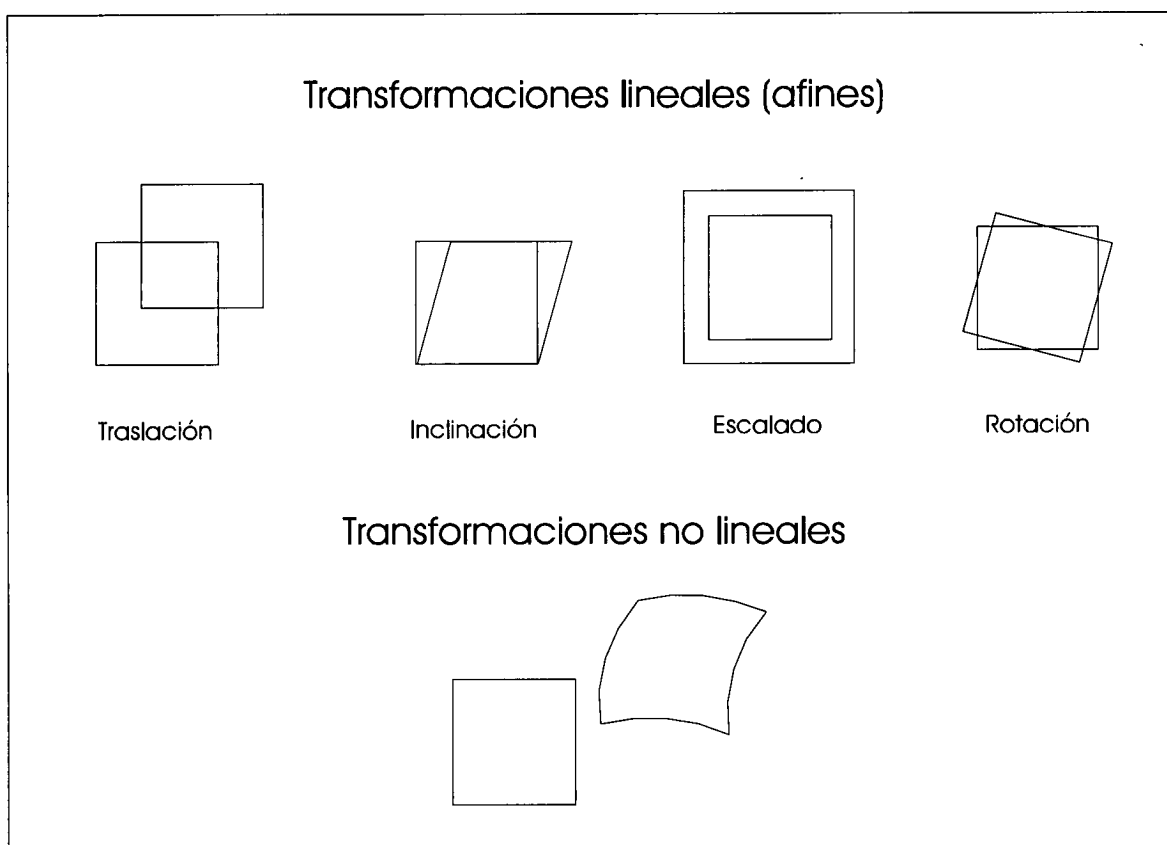 Transformaciones lineales (afines)
Traslación
Inclinación
Escalado
Rotación
Transformaciones no lineales